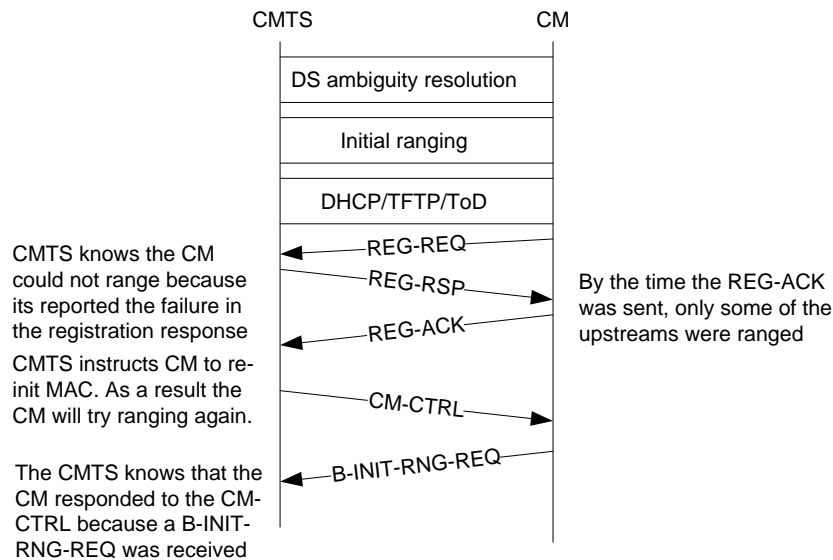 CMTS
CM
DS ambiguity resolution
Initial ranging
DHCP/TFTP/ToD
REG-REQ
CMTS knows the CM
could not range because
its reported the failure in
the registration response
REG-RSP
By the time the REG-ACK
was sent, only some of the
upstreams were ranged
REG-ACK
CMTS instructs CM to re-
init MAC. As a result the
CM will try ranging again.
CM-CTRL
B-INIT-RNG-REQ
The CMTS knows that the
CM responded to the CM-
CTRL because a B-INIT-
RNG-REQ was received